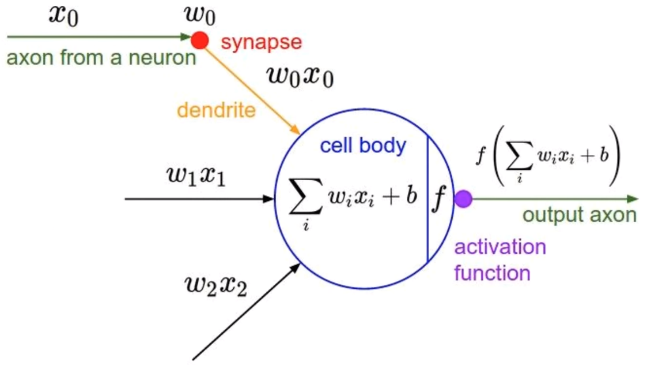 x₀ w₀
synapse
axon from a neuron
w₀x₀
dendrite
cell body
f(∑ᵢ wᵢxᵢ + b)
w₁x₁
∑ᵢ wᵢxᵢ + b f
output axon
activation
function
w₂x₂